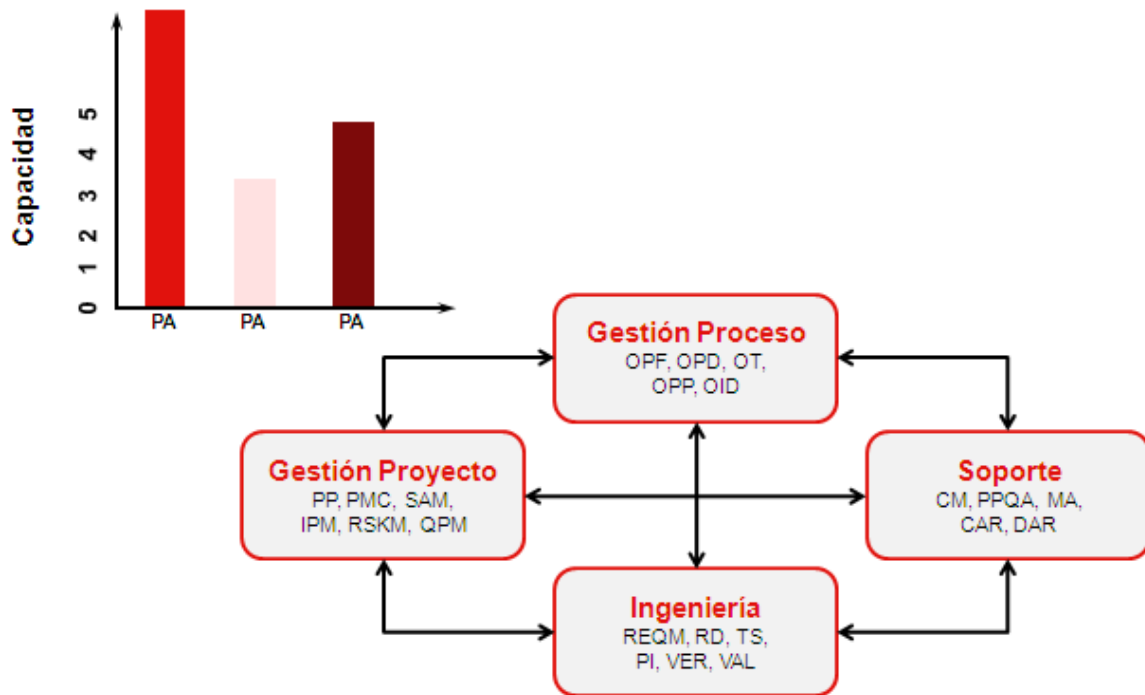 Capacidad
5
4
3
2
1
0
PA
PA
PA
Gestión Proceso
OPF, OPD, OT,
OPP, OID
Gestión Proyecto
PP, PMC, SAM,
IPM, RSKM, QPM
Soporte
CM, PPQA, MA,
CAR, DAR
Ingeniería
REQM, RD, TS,
PI, VER, VAL